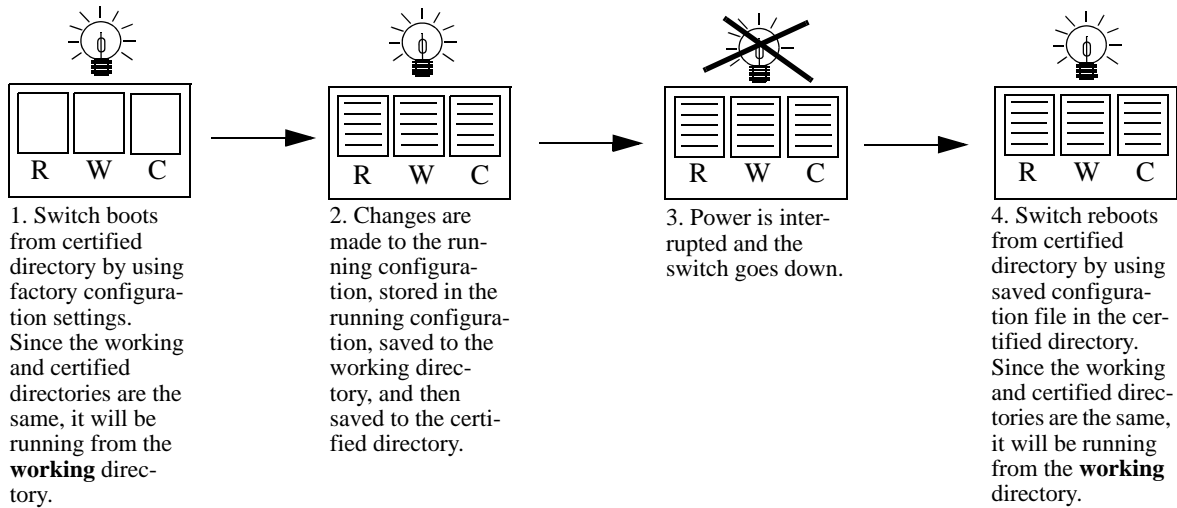 R W C
1. Switch boots
from certified
directory by using
factory configura-
tion settings.
Since the working
and certified
directories are the
same, it will be
running from the
working direc-
tory.
R W C
2. Changes are
made to the run-
ning configura-
tion, stored in the
running configura-
tion, saved to the
working direc-
tory, and then
saved to the certi-
fied directory.
R W C
3. Power is inter-
rupted and the
switch goes down.
R W C
4. Switch reboots
from certified
directory by using
saved configura-
tion file in the cer-
tified directory.
Since the working
and certified direc-
tories are the same,
it will be running
from the working
directory.